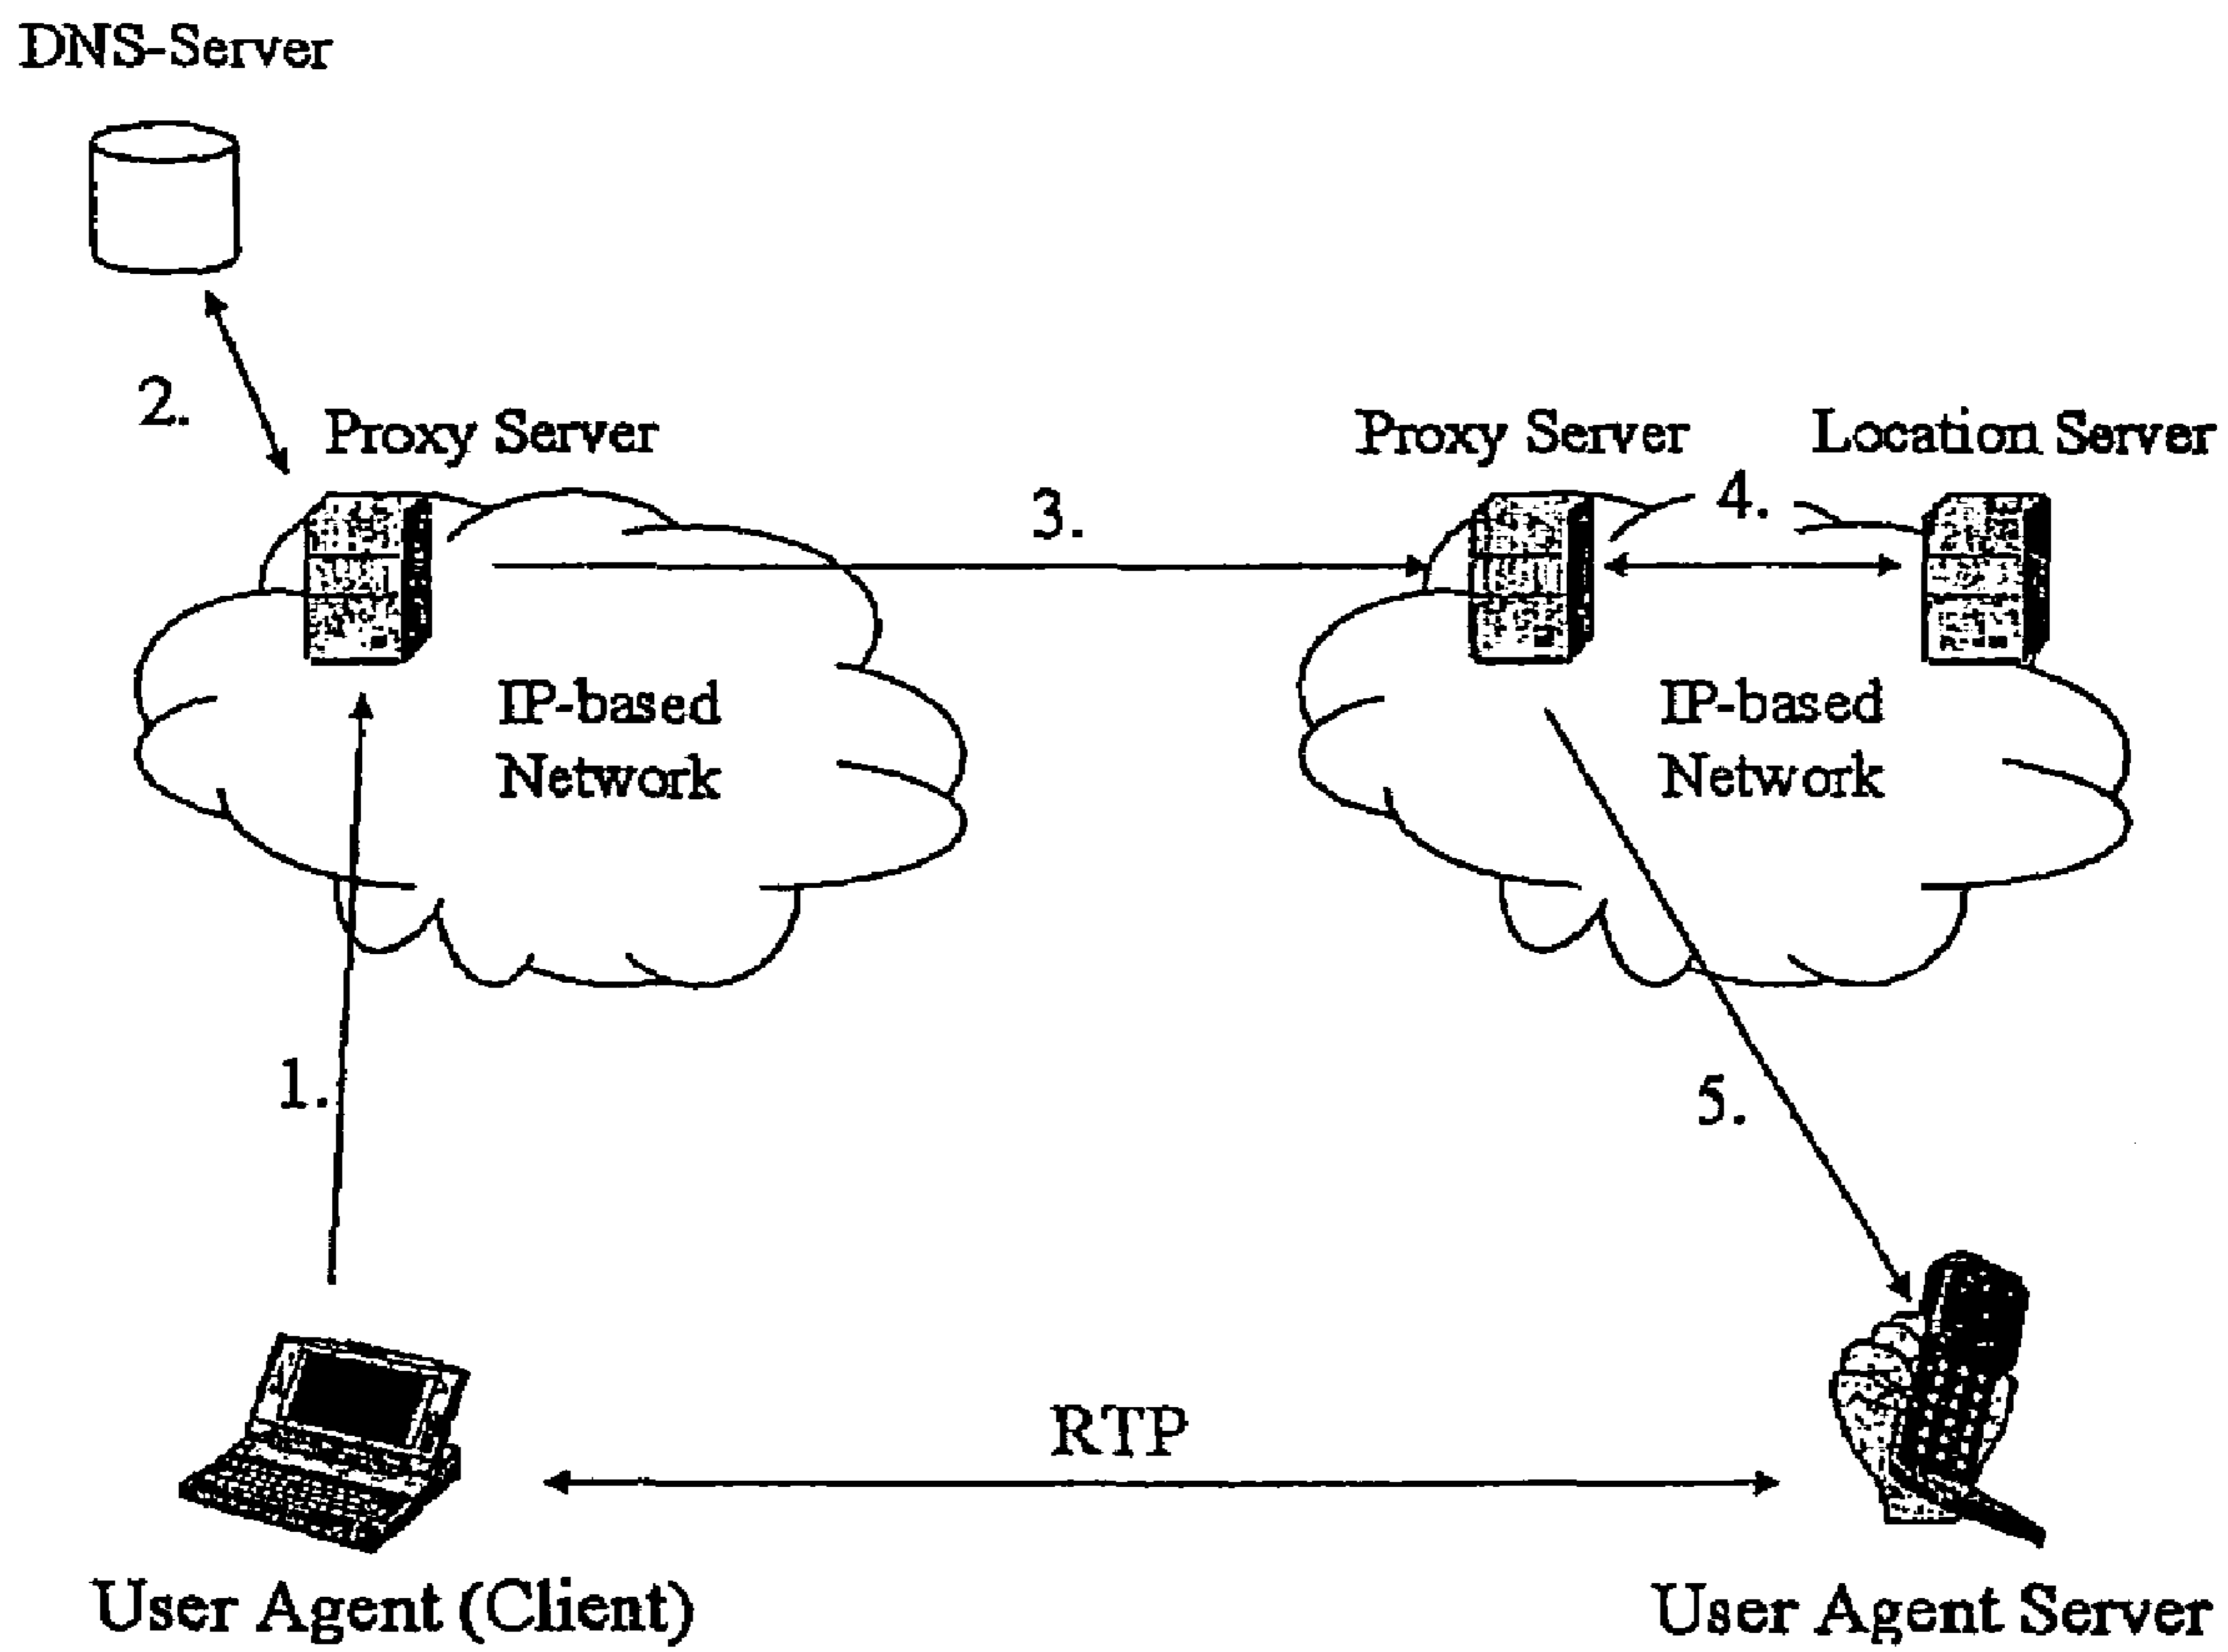 DNS-Server
2.
Proxy Server
Proxy Server
Location Server
3.
4.
IP-based
Network
IP-based
Network
1.
5.
RTP
User Agent (Client)
User Agent Server